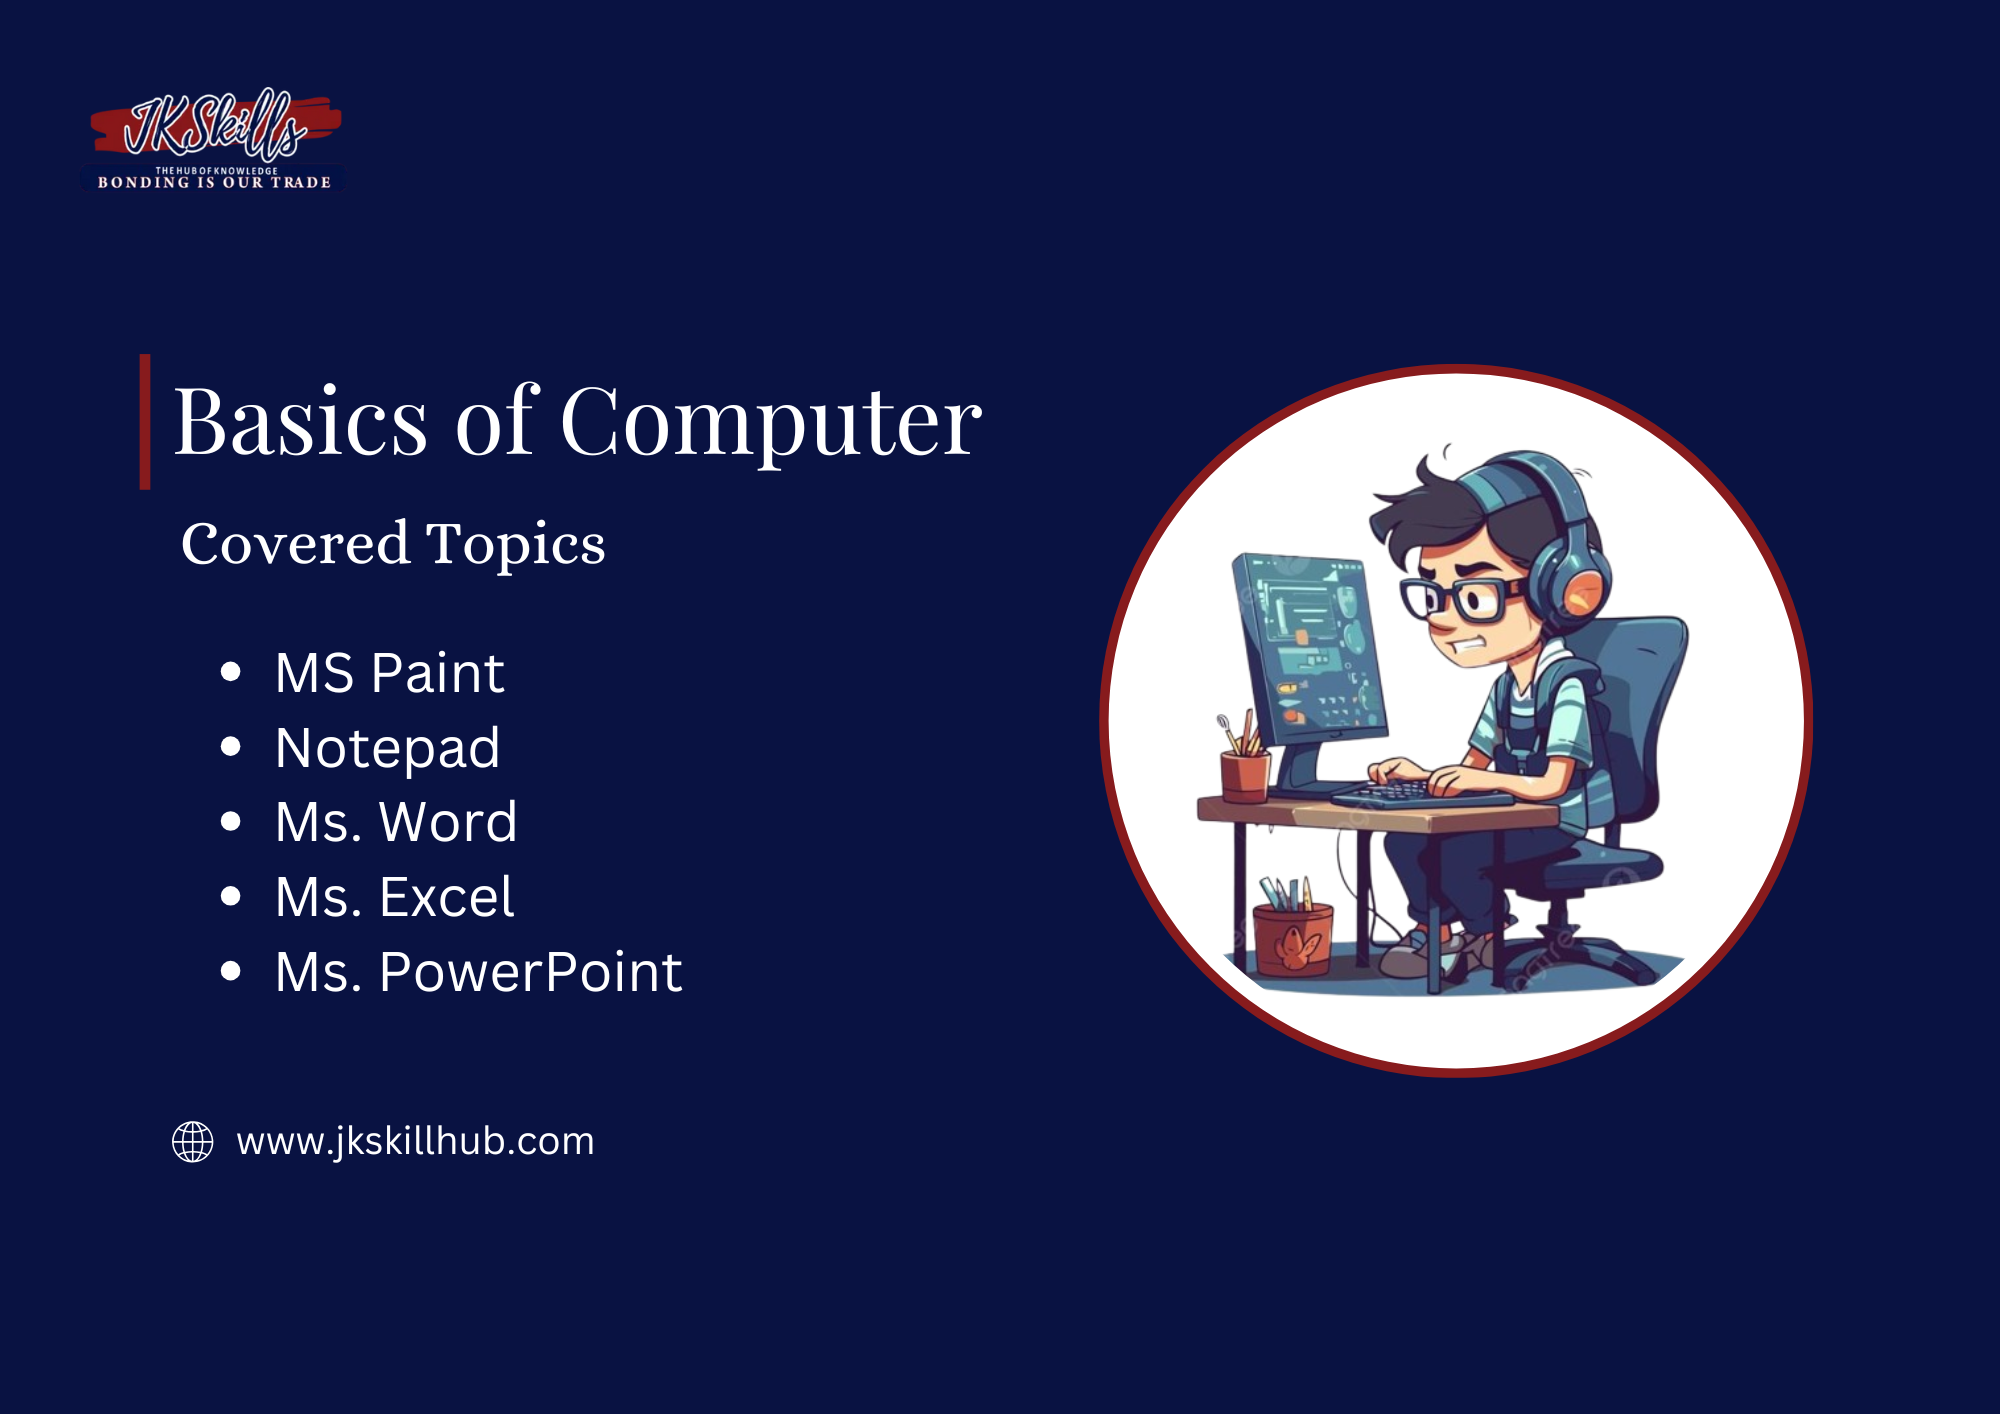 JKSkills
THE HUB OF KNOWLEDGE
BONDING IS OUR TRADE
Basics of Computer
Covered Topics
• MS Paint
• Notepad
• Ms. Word
• Ms. Excel
• Ms. PowerPoint
www.jkskillhub.com